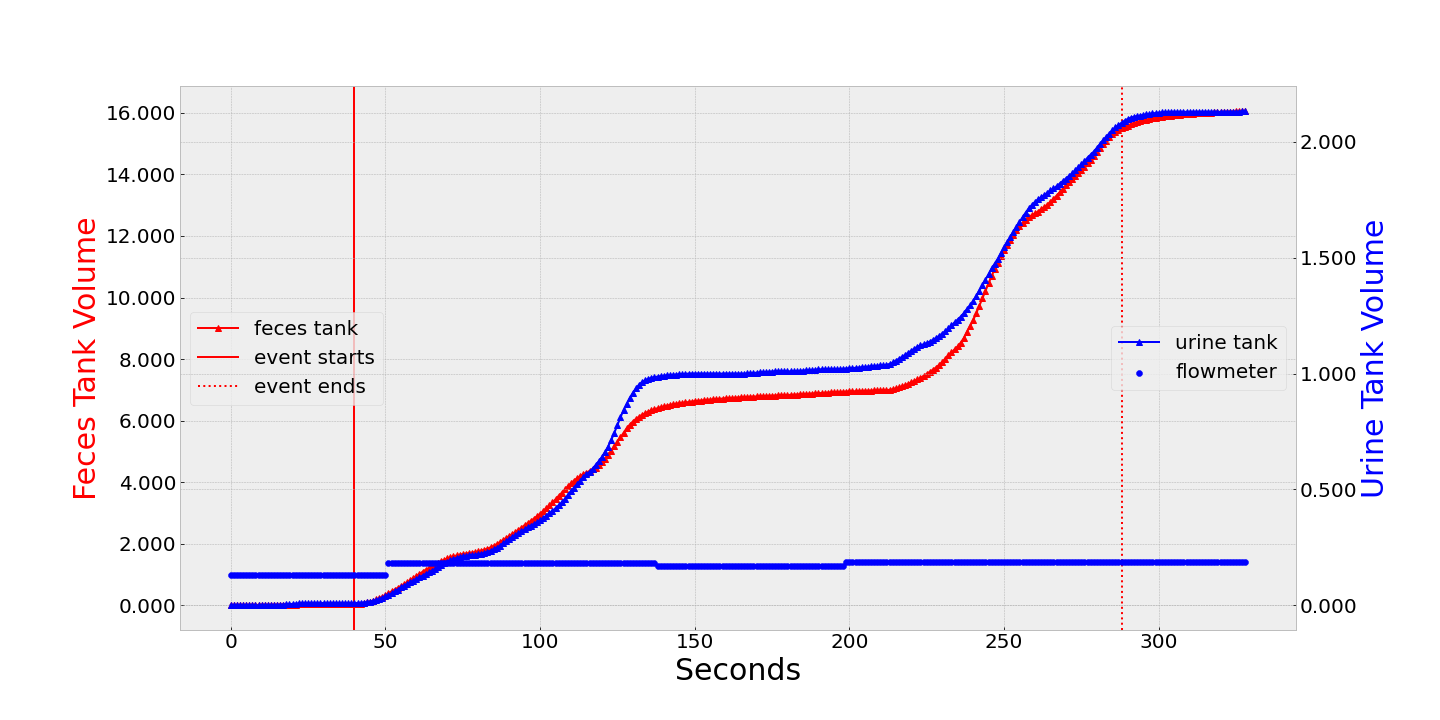 Feces Tank Volume
16.000
14.000
12.000
10.000
8.000
6.000
4.000
2.000
0.000
feces tank
event starts
event ends
urine tank
flowmeter
2.000
1.500
1.000
0.500
0.000
Urine Tank Volume
0 50 100 150 200 250 300
Seconds